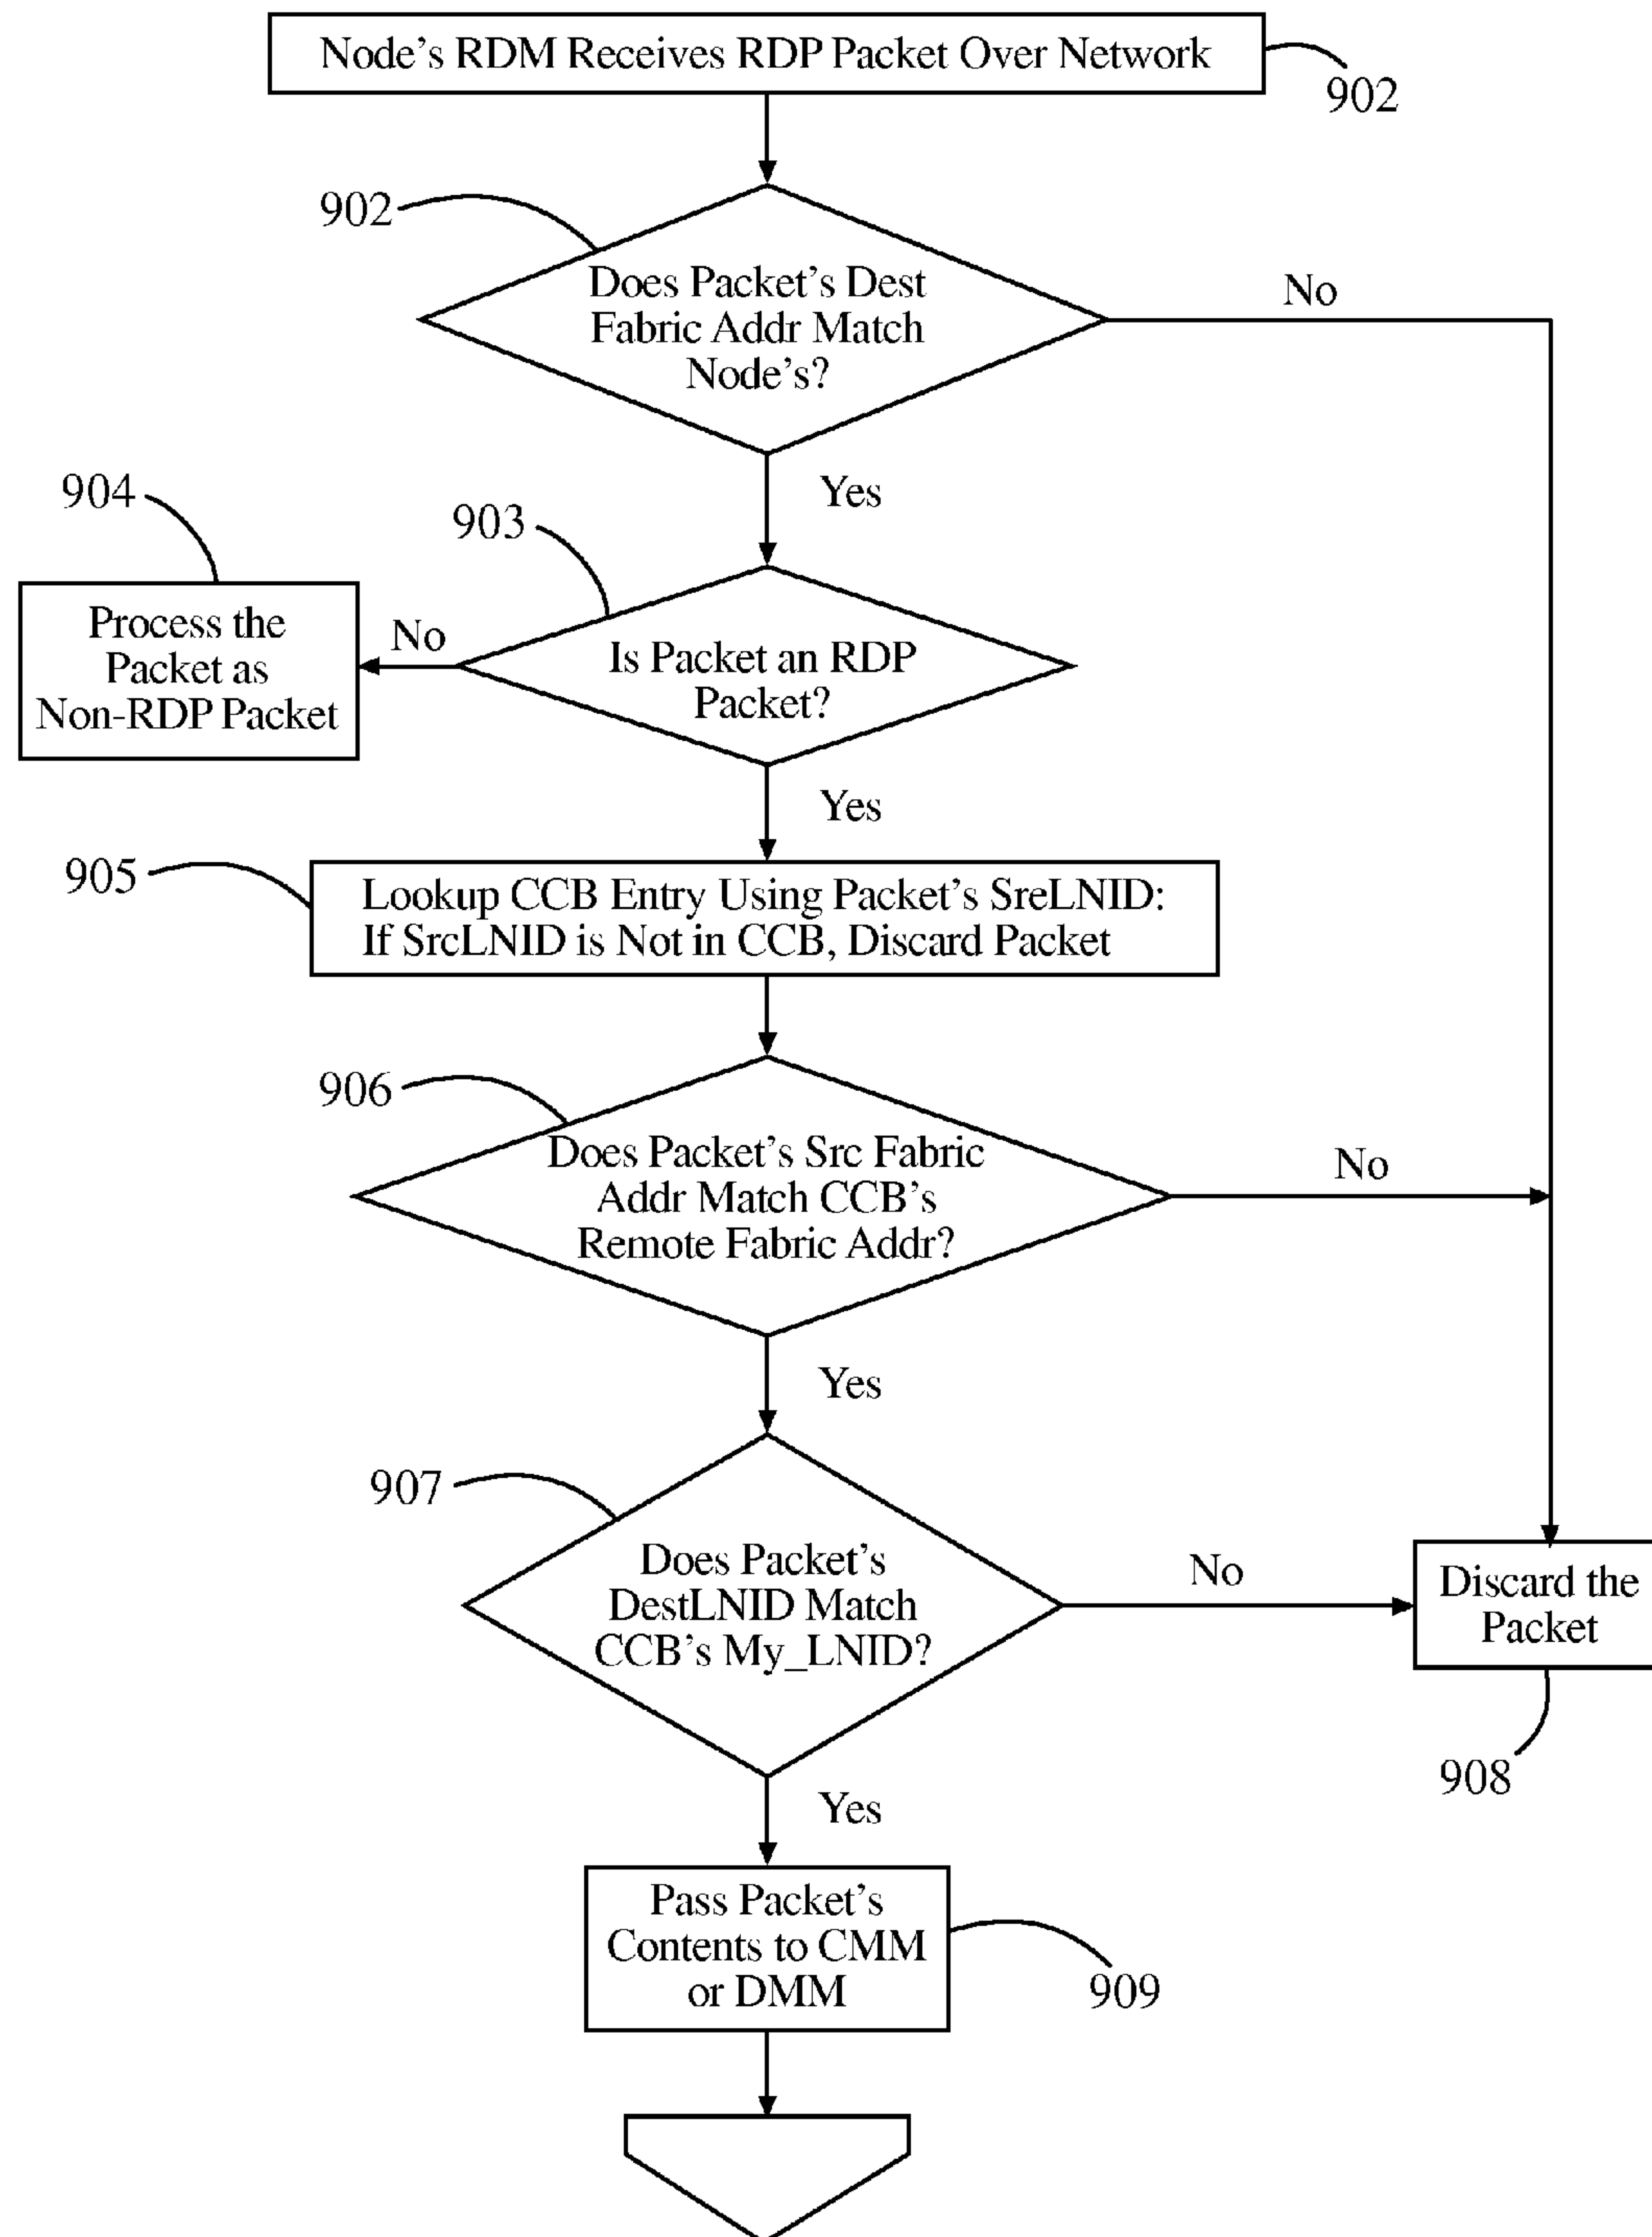 Node's RDM Receives RDP Packet Over Network
902
902
Does Packet's Dest
Fabric Addr Match
Node's?
No
Yes
904
903
Process the
Packet as
Non-RDP Packet
No
Is Packet an RDP
Packet?
Yes
905
Lookup CCB Entry Using Packet's SreLNID:
If SrcLNID is Not in CCB, Discard Packet
906
Does Packet's Src Fabric
Addr Match CCB's
Remote Fabric Addr?
No
Yes
907
Does Packet's
DestLNID Match
CCB's My_LNID?
No
Discard the
Packet
908
Yes
Pass Packet's
Contents to CMM
or DMM
909